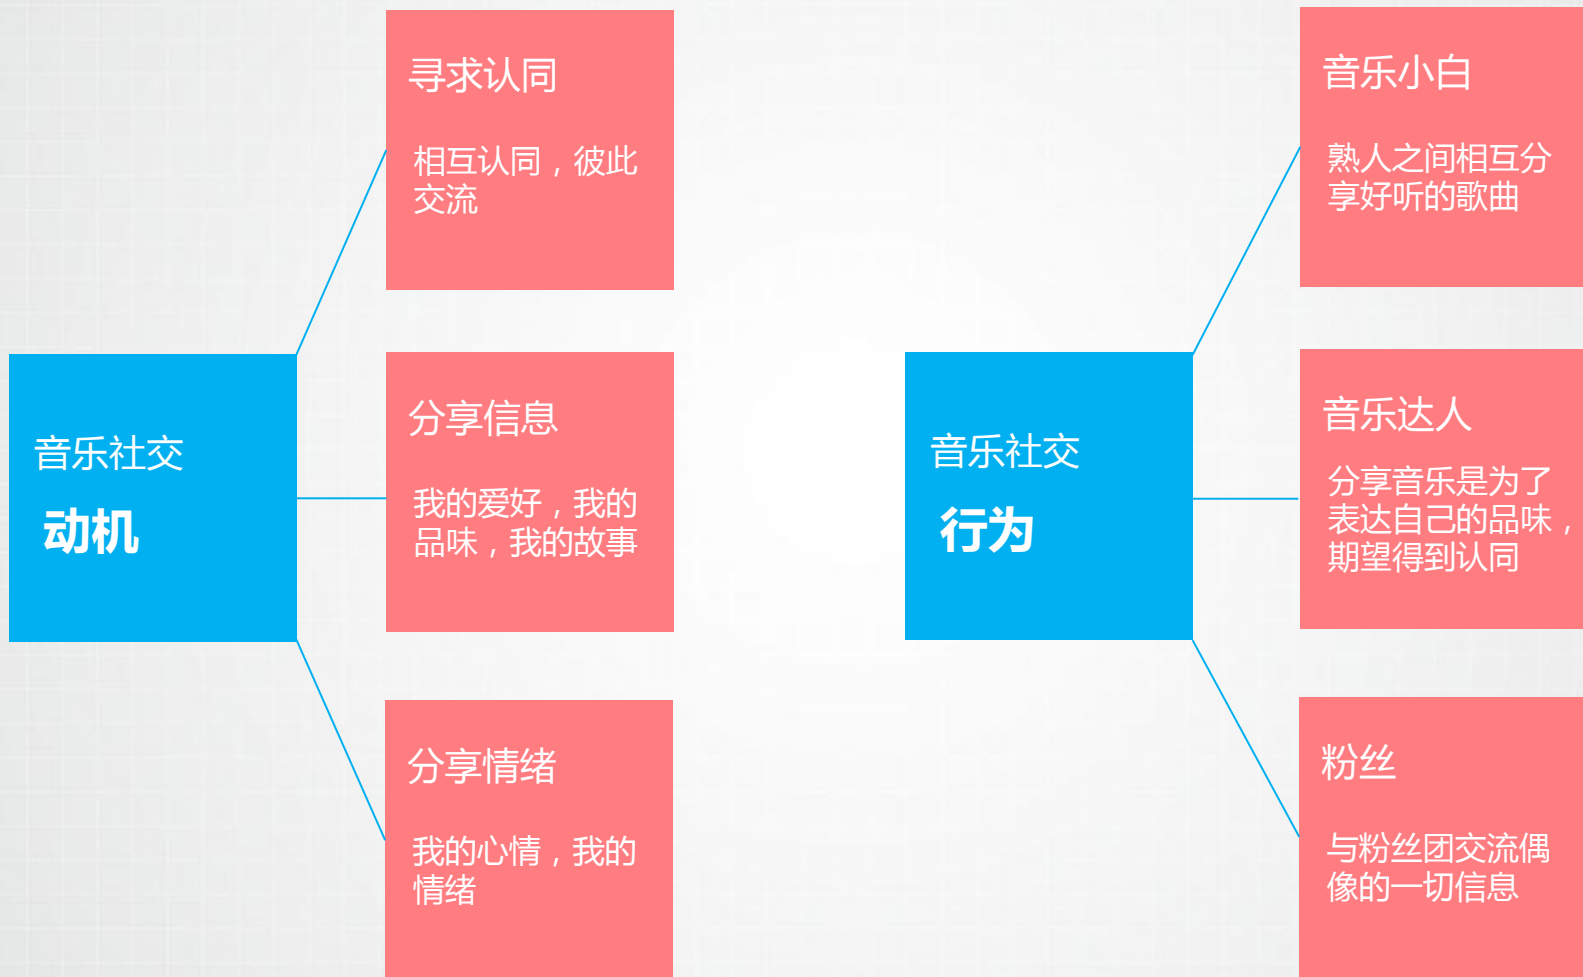 寻求认同
相互认同，彼此
交流
音乐社交
动机
分享信息
我的爱好，我的
品味，我的故事
分享情绪
我的心情，我的
情绪
音乐小白
熟人之间相互分
享好听的歌曲
音乐社交
行为
音乐达人
分享音乐是为了
表达自己的品味，
期望得到认同
粉丝
与粉丝团交流偶
像的一切信息